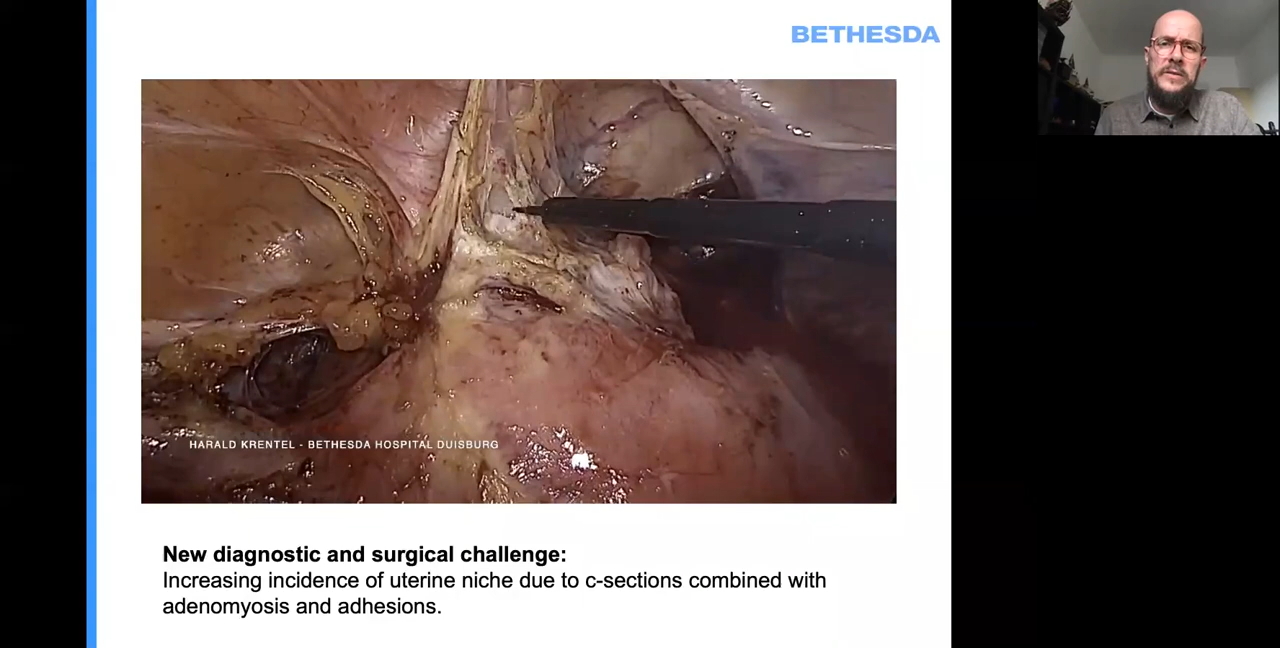 BETHESDA
HARALD KRENTEL - BETHESDA HOSPITAL DUISBURG
New diagnostic and surgical challenge:
Increasing incidence of uterine niche due to c-sections combined with
adenomyosis and adhesions.